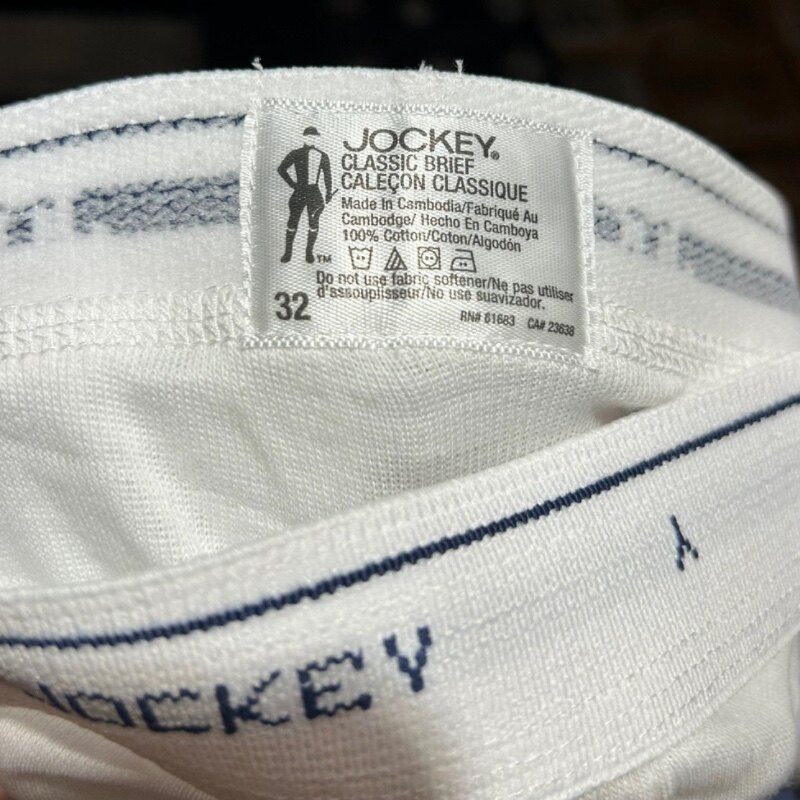 JOCKEY®
CLASSIC BRIEF
CALEÇON CLASSIQUE
Made in Cambodia/Fabriqué Au
Cambodge/ Hecho En Camboya
100% Cotton/Coton/Algodón
TM
Do not use fabric softener/Ne pas utiliser
d'assouplisseur/No use suavizador.
32
RN# 61683 CA# 23638
JOCKEY